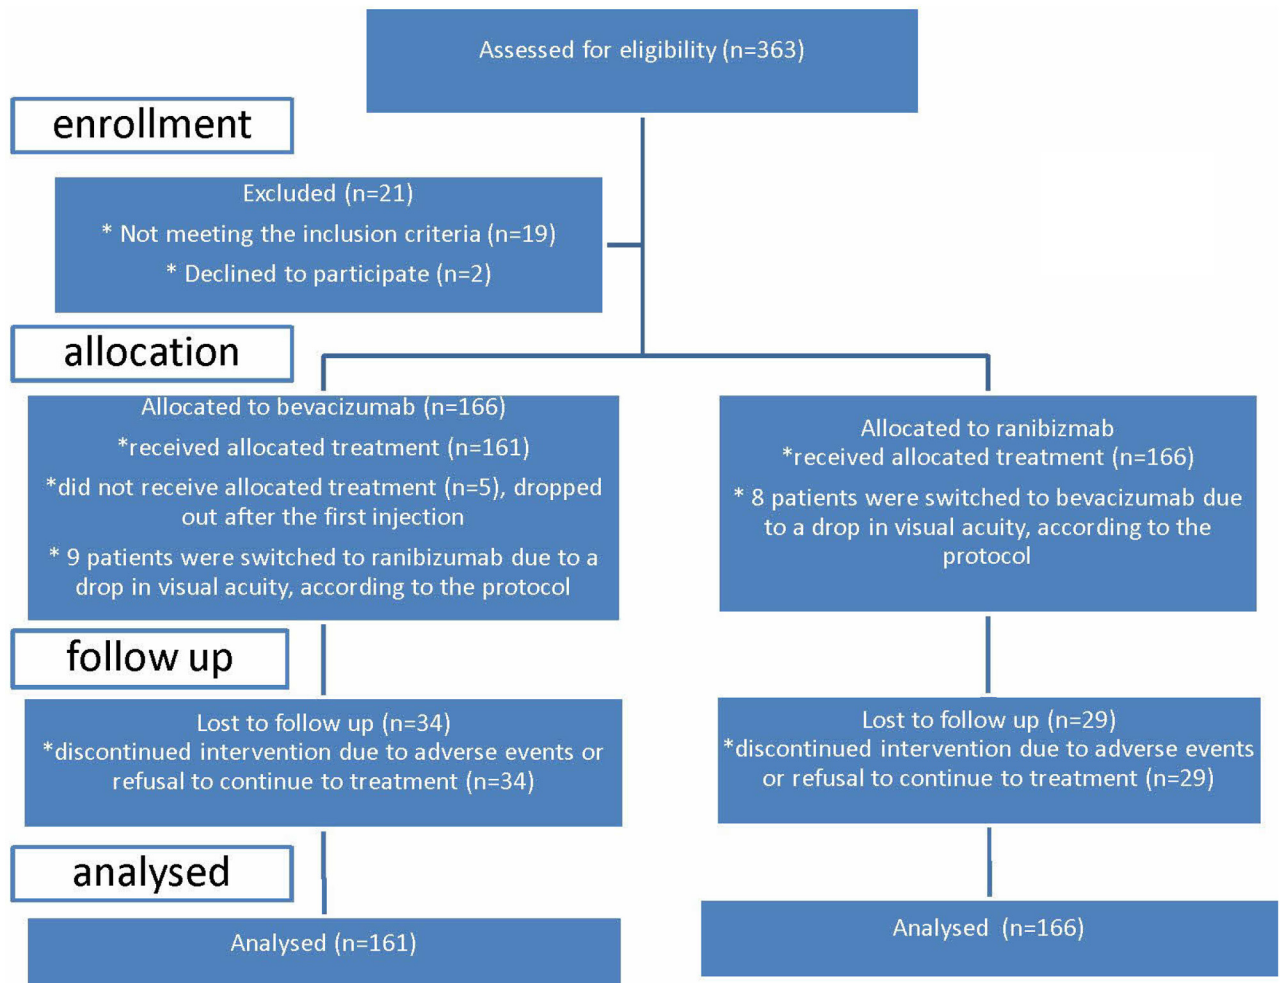 Assessed for eligibility (n=363)
enrollment
Excluded (n=21)
* Not meeting the inclusion criteria (n=19)
* Declined to participate (n=2)
allocation
Allocated to bevacizumab (n=166)
*received allocated treatment (n=161)
*did not receive allocated treatment (n=5), dropped
out after the first injection
* 9 patients were switched to ranibizumab due to a
drop in visual acuity, according to the protocol
Allocated to ranibizmab
*received allocated treatment (n=166)
* 8 patients were switched to bevacizumab due
to a drop in visual acuity, according to the
protocol
follow up
Lost to follow up (n=34)
*discontinued intervention due to adverse events or
refusal to continue to treatment (n=34)
Lost to follow up (n=29)
*discontinued intervention due to adverse events
or refusal to continue to treatment (n=29)
analysed
Analysed (n=161)
Analysed (n=166)